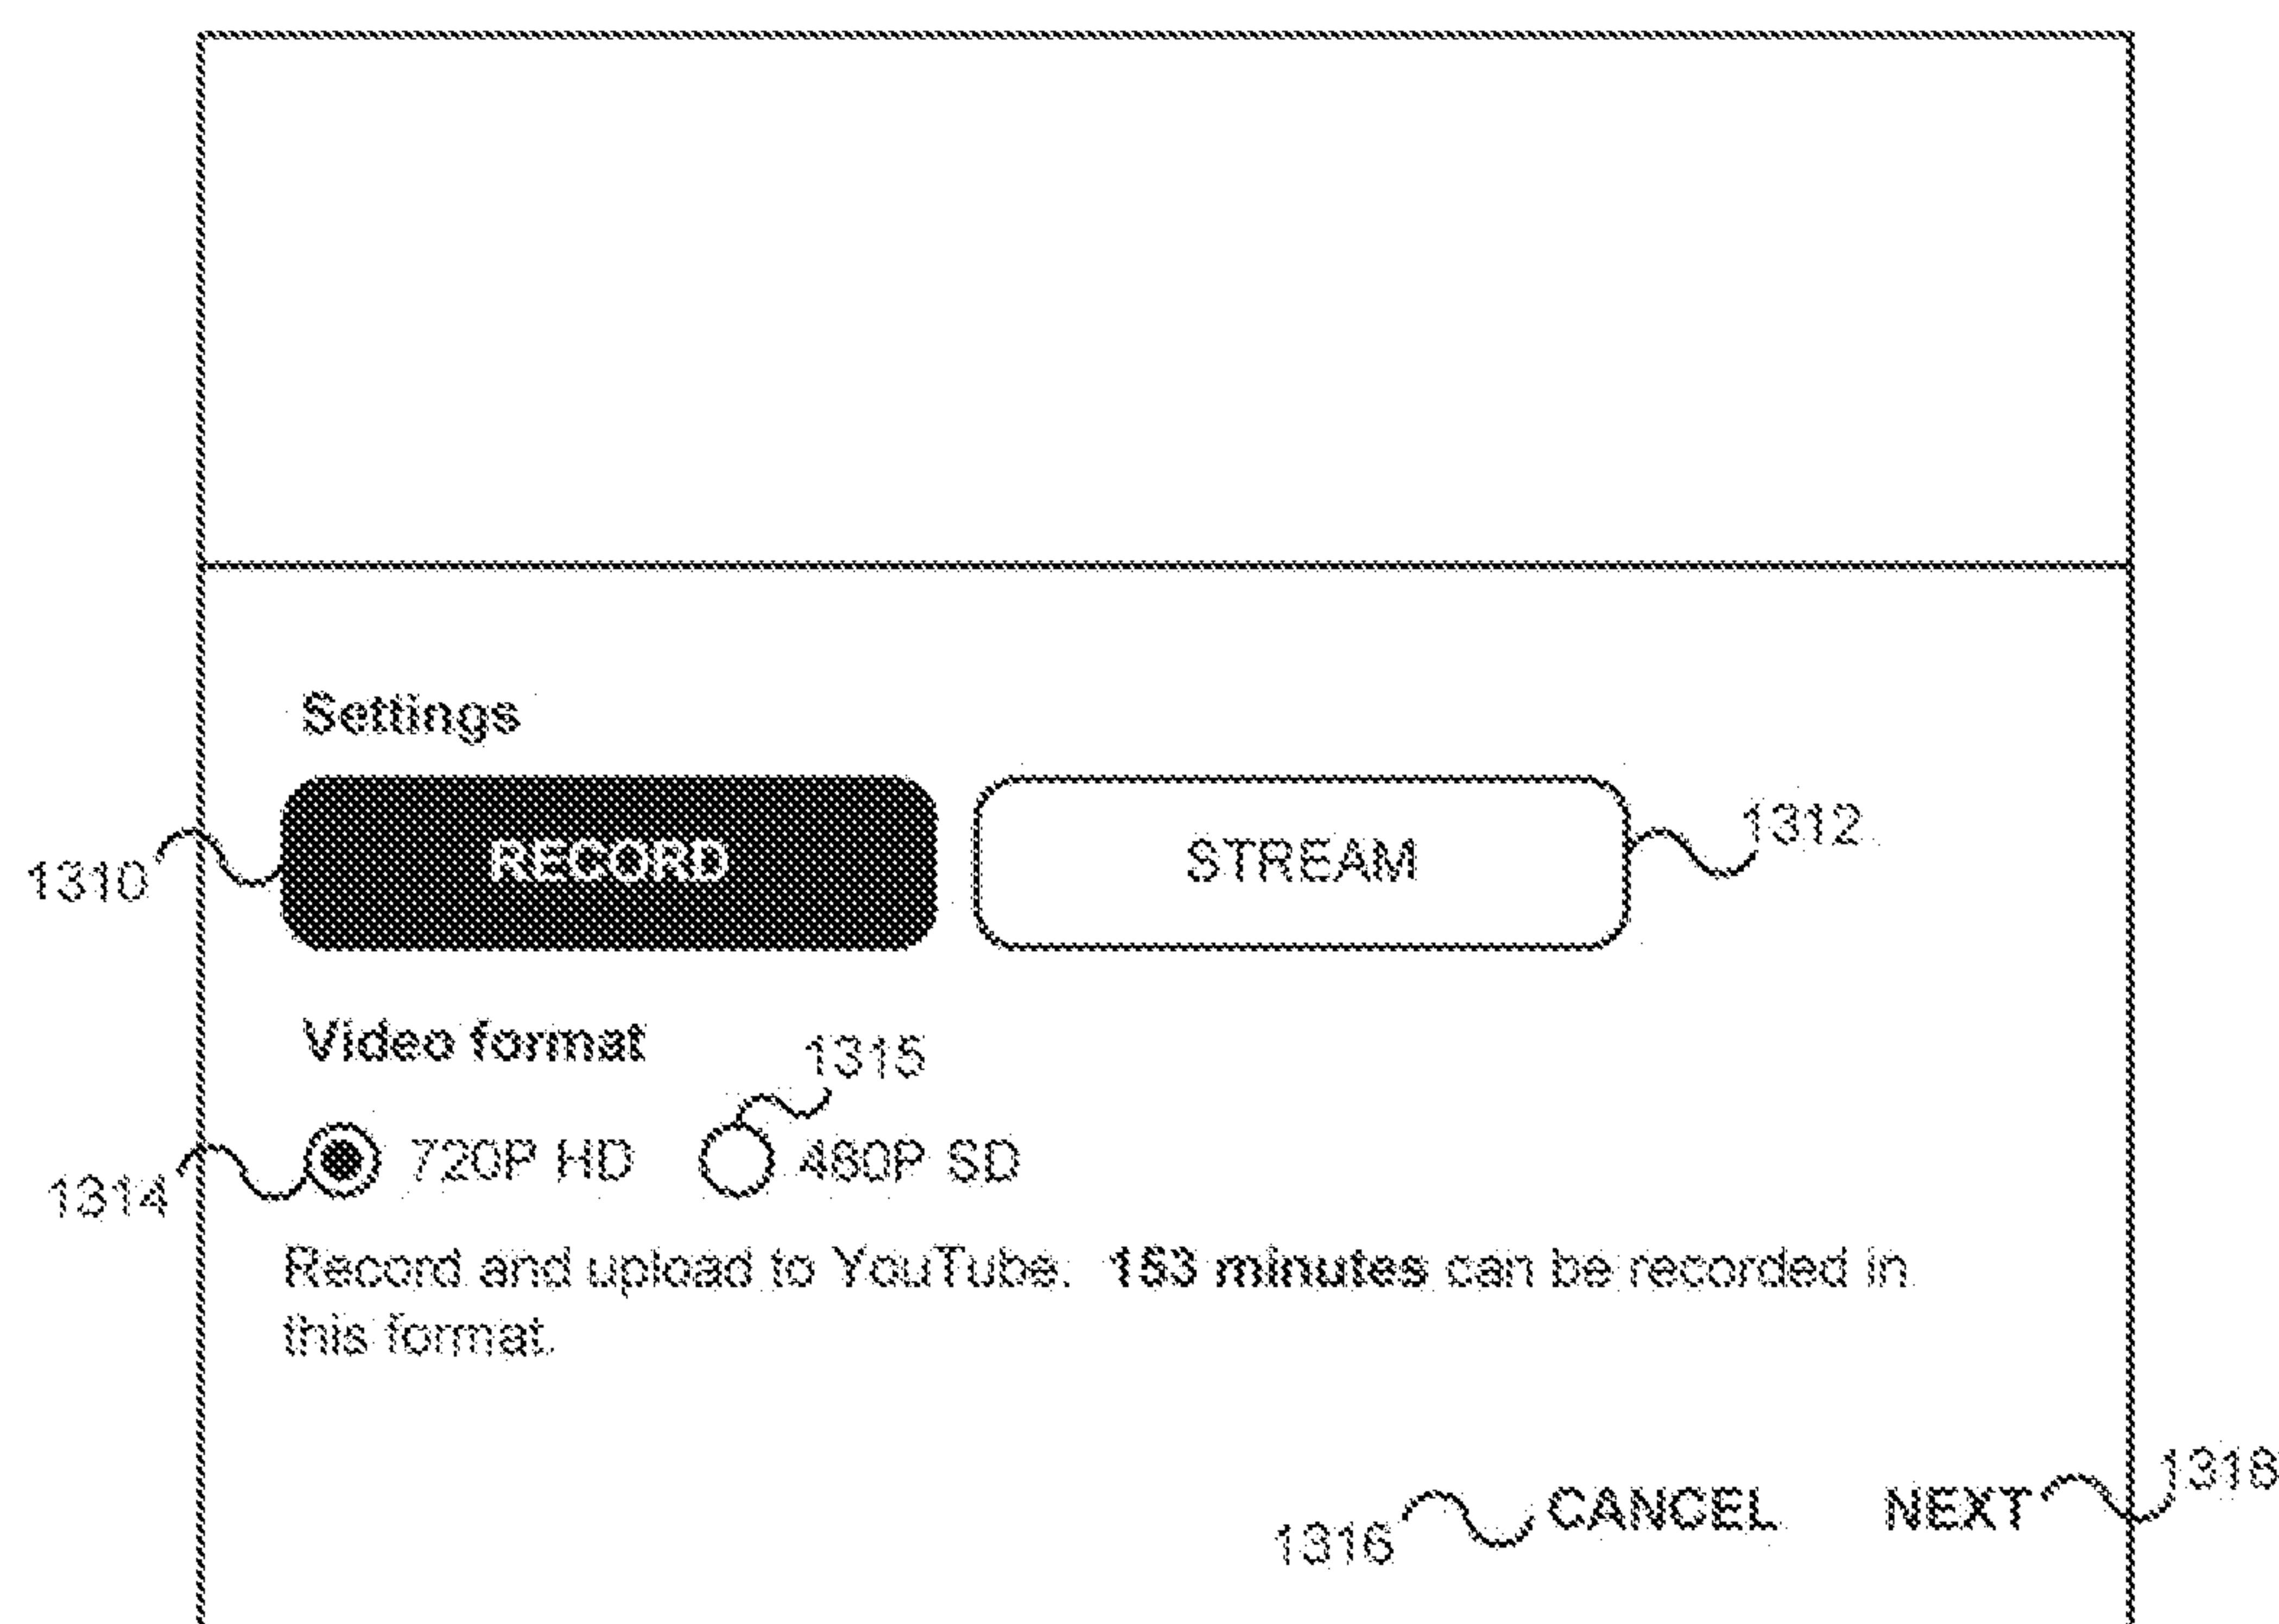 Settings
1310 RECORD STREAM 1312
Video format
1315
1314 720P HD 480P SD
Record and upload to YouTube. 153 minutes can be recorded in
this format.
1316 CANCEL NEXT 1318